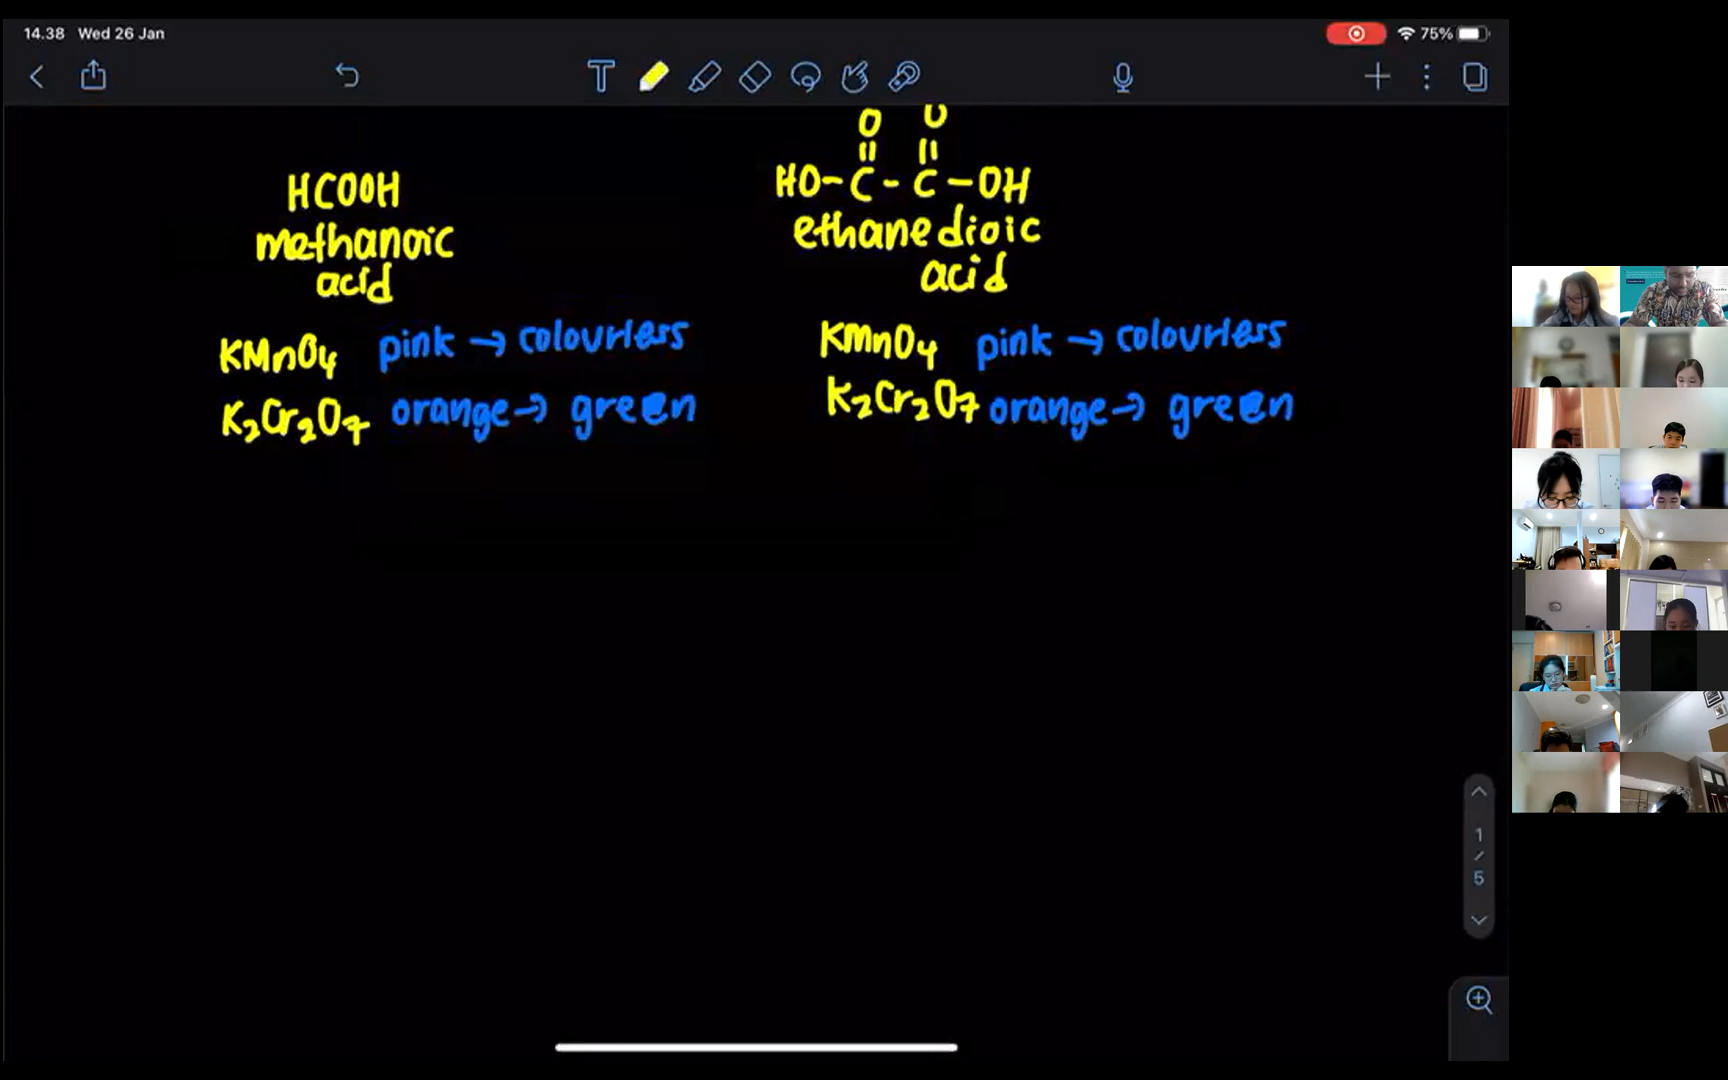 14.38 Wed 26 Jan
75%
T
O O
HO-C-C-OH
HCOOH
methanoic
acid
ethanedioic
acid
KMnO4 pink → colourless
K2Cr2O7 orange → green
KMnO4 pink → colourless
K2Cr2O7 orange → green
1
/
5